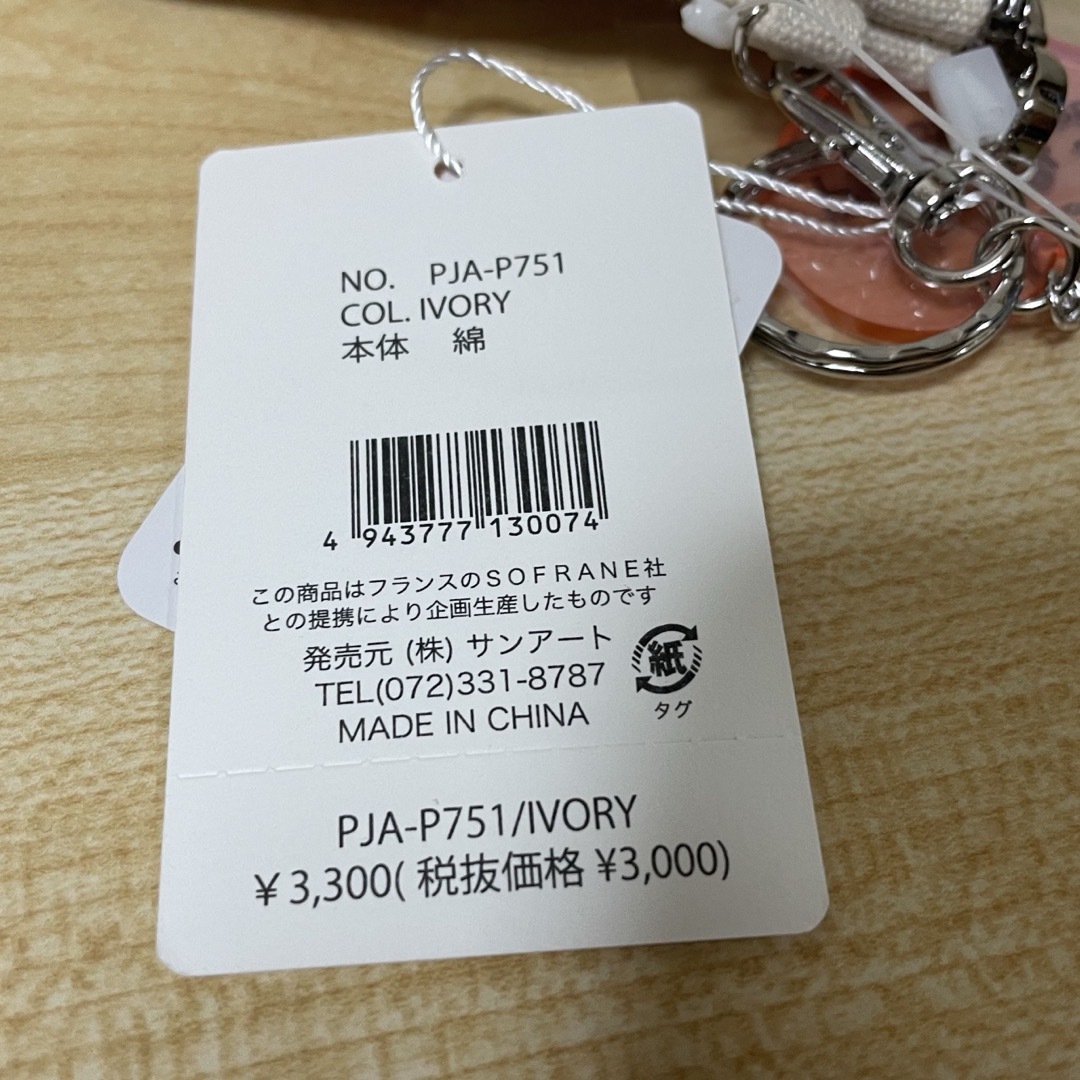 NO. PJA-P751
COL. IVORY
本体 綿
4 943777 130074
この商品はフランスのＳＯＦＲＡＮＥ社
との提携により企画生産したものです
発売元 (株) サンアート
TEL(072)331-8787
MADE IN CHINA
紙
タグ
PJA-P751/IVORY
¥ 3,300( 税抜価格 ¥3,000)